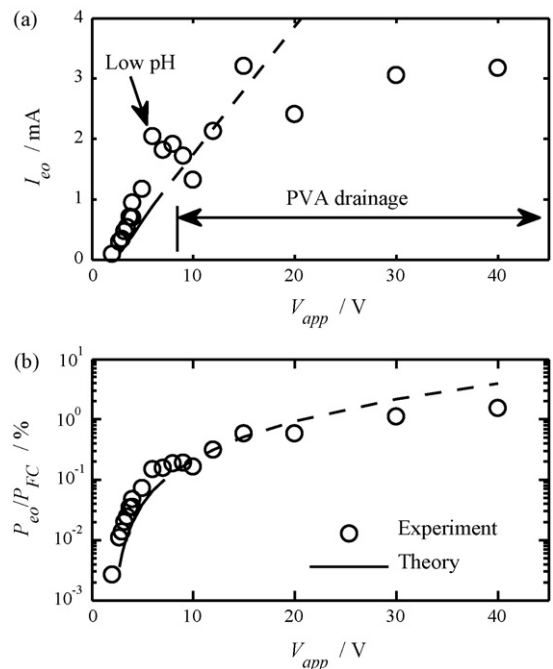 (a)
4
3
2
1
0
I_eo / mA
Low pH
PVA drainage
0 10 20 30 40
V_app / V
(b)
10^1
10^0
10^-1
10^-2
10^-3
P_eo/P_FC / %
Experiment
Theory
0 10 20 30 40
V_app / V